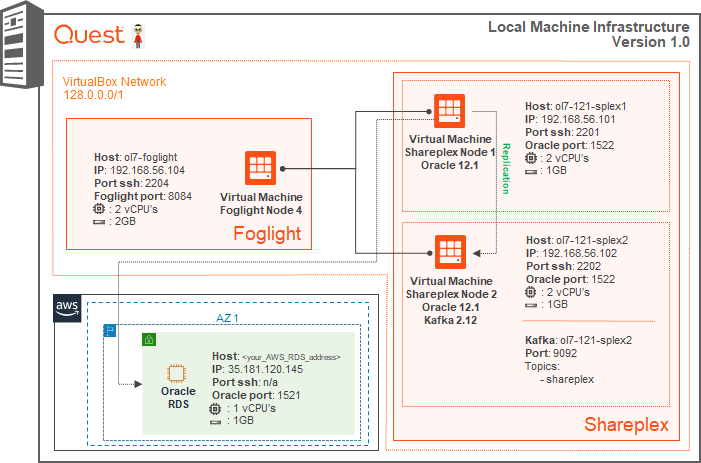 Quest
Local Machine Infrastructure
Version 1.0
VirtualBox Network
128.0.0.0/1
Host: ol7-foglight
IP: 192.168.56.104
Port ssh: 2204
Foglight port: 8084
: 2 vCPU's
: 2GB
Virtual Machine
Foglight Node 4
Foglight
Virtual Machine
Shareplex Node 1
Oracle 12.1
Host: ol7-121-splex1
IP: 192.168.56.101
Port ssh: 2201
Oracle port: 1522
: 2 vCPU's
: 1GB
Replication
Virtual Machine
Shareplex Node 2
Oracle 12.1
Kafka 2.12
Host: ol7-121-splex2
IP: 192.168.56.102
Port ssh: 2202
Oracle port: 1522
: 2 vCPU's
: 1GB
Kafka: ol7-121-splex2
Port: 9092
Topics:
- shareplex
Shareplex
aws
AZ 1
Oracle
RDS
Host: <your_AWS_RDS_address>
IP: 35.181.120.145
Port ssh: n/a
Oracle port: 1521
: 1 vCPU's
: 1GB